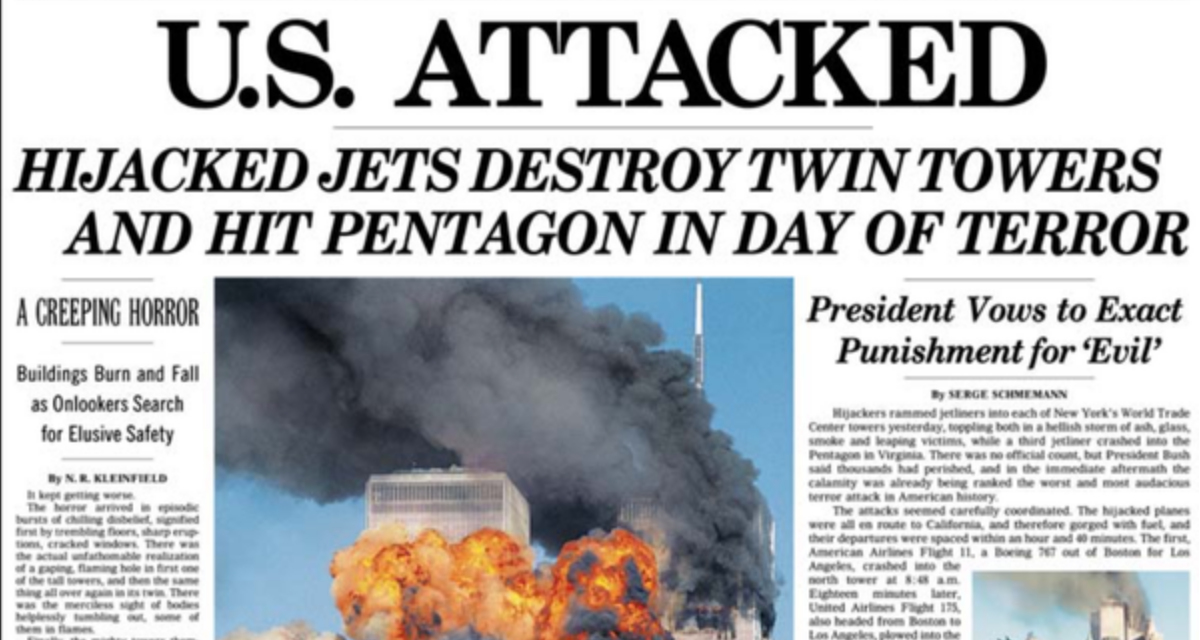 U.S. ATTACKED
HIJACKED JETS DESTROY TWIN TOWERS
AND HIT PENTAGON IN DAY OF TERROR
A CREEPING HORROR
Buildings Burn and Fall
as Onlookers Search
for Elusive Safety
By N. R. KLEINFIELD
It kept getting worse.
The horror arrived in episodic
bursts of chilling disbelief, signified
first by trembling floors, sharp erup-
tions, cracked windows. There was
the actual unfathomable realization
of a gaping, flaming hole in first one
of the tall towers, and then the same
thing all over again in its twin. There
was the merciless sight of bodies
helplessly tumbling out, some of
them in flames.
President Vows to Exact
Punishment for ‘Evil’
By SERGE SCHMEMANN
Hijackers rammed jetliners into each of New York's World Trade
Center towers yesterday, toppling both in a hellish storm of ash, glass,
smoke and leaping victims, while a third jetliner crashed into the
Pentagon in Virginia. There was no official count, but President Bush
said thousands had perished, and in the immediate aftermath the
calamity was already being ranked the worst and most audacious
terror attack in American history.
The attacks seemed carefully coordinated. The hijacked planes
were all en route to California, and therefore gorged with fuel, and
their departures were spaced within an hour and 40 minutes. The first,
American Airlines Flight 11, a Boeing 767 out of Boston for Los
Angeles, crashed into the
north tower at 8:48 a.m.
Eighteen minutes later,
United Airlines Flight 175,
also headed from Boston to
Los Angeles, plowed into the